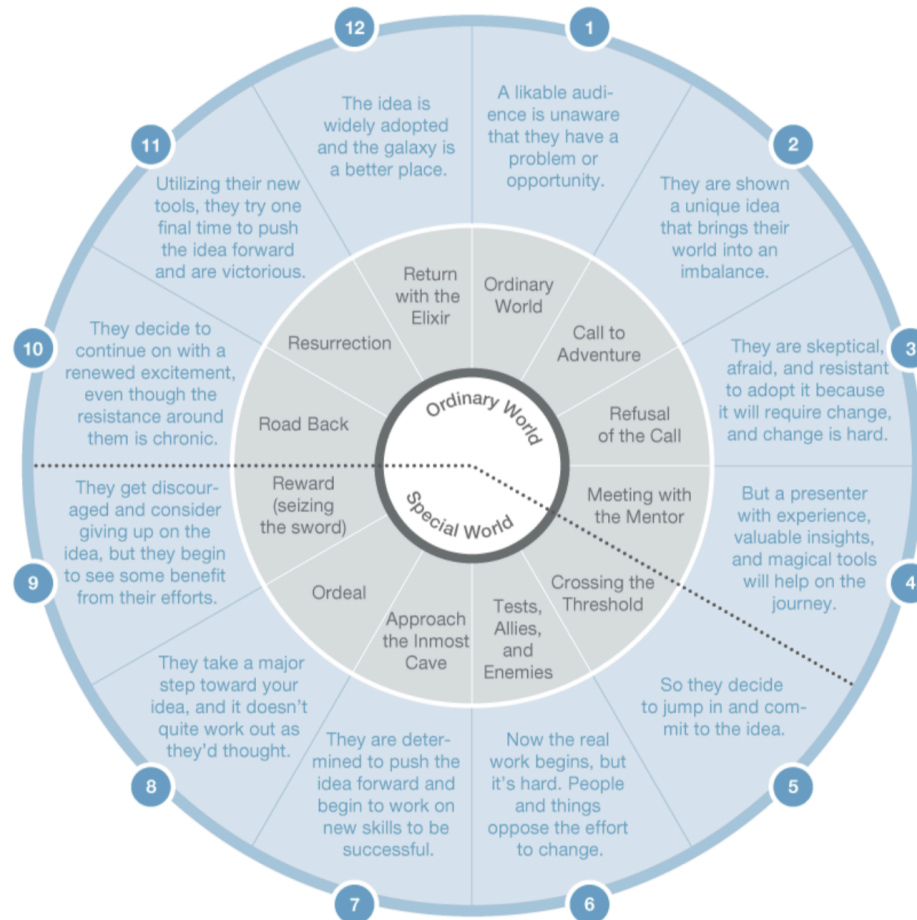 1
A likable audi-
ence is unaware
that they have a
problem or
opportunity.
2
They are shown
a unique idea
that brings their
world into an
imbalance.
3
They are skeptical,
afraid, and resistant
to adopt it because
it will require change,
and change is hard.
4
But a presenter
with experience,
valuable insights,
and magical tools
will help on the
journey.
5
So they decide
to jump in and com-
mit to the idea.
6
Now the real
work begins, but
it's hard. People
and things
oppose the effort
to change.
7
They are deter-
mined to push the
idea forward and
begin to work on
new skills to be
successful.
8
They take a major
step toward your
idea, and it doesn't
quite work out as
they'd thought.
9
They get discour-
aged and consider
giving up on the
idea, but they begin
to see some benefit
from their efforts.
10
They decide to
continue on with a
renewed excitement,
even though the
resistance around
them is chronic.
11
Utilizing their new
tools, they try one
final time to push
the idea forward
and are victorious.
12
The idea is
widely adopted
and the galaxy is
a better place.
Ordinary
World
Call to
Adventure
Refusal
of the Call
Meeting with
the Mentor
Crossing the
Threshold
Tests,
Allies,
and
Enemies
Approach
the Inmost
Cave
Ordeal
Reward
(seizing
the sword)
Road Back
Resurrection
Return
with the
Elixir
Ordinary World
Special World